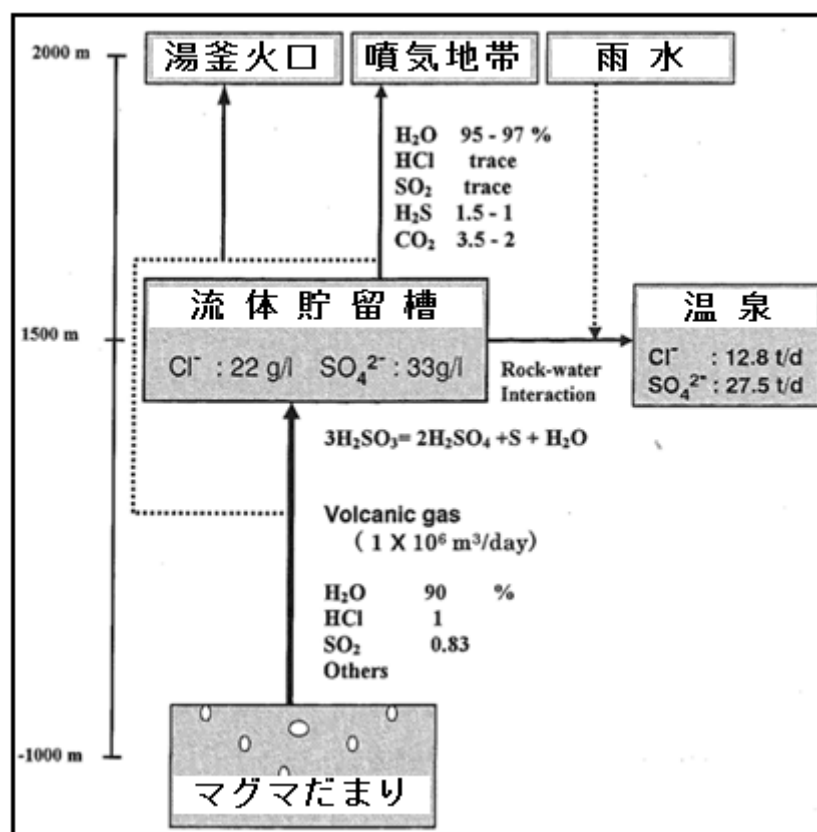 2000 m
湯釜火口
噴気地帯
雨水
H₂O 95 - 97 %
HCl trace
SO₂ trace
H₂S 1.5 - 1
CO₂ 3.5 - 2
1500 m
流体貯留槽
Cl⁻ : 22 g/l SO₄²⁻ : 33g/l
Rock-water
Interaction
温泉
Cl⁻ : 12.8 t/d
SO₄²⁻ : 27.5 t/d
3H₂SO₃= 2H₂SO₄ +S + H₂O
Volcanic gas
( 1 X 10⁶ m³/day)
H₂O 90 %
HCl 1
SO₂ 0.83
Others
-1000 m
マグマだまり